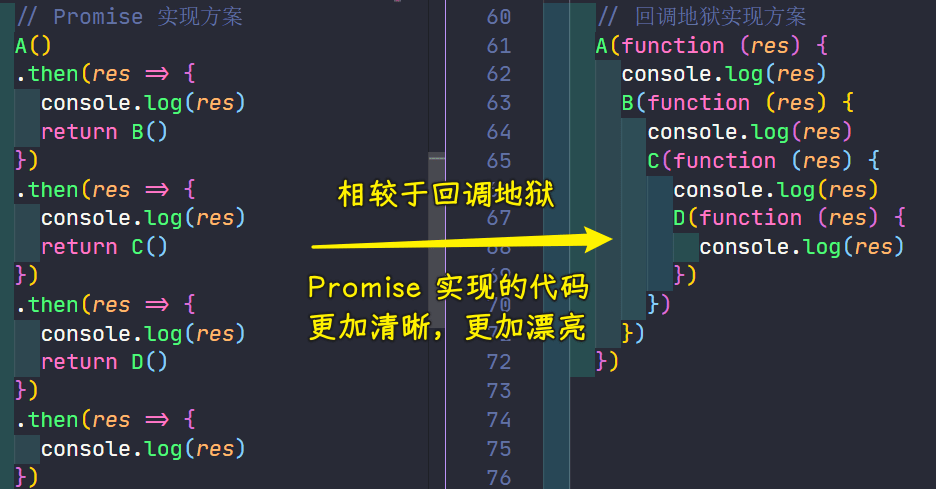 // Promise 实现方案
A()
.then(res => {
console.log(res)
return B()
})
.then(res => {
console.log(res)
return C()
})
.then(res => {
console.log(res)
return D()
})
.then(res => {
console.log(res)
})
相较于回调地狱
Promise 实现的代码
更加清晰，更加漂亮
60 // 回调地狱实现方案
61 A(function (res) {
62 console.log(res)
63 B(function (res) {
64 console.log(res)
65 C(function (res) {
console.log(res)
67 D(function (res) {
68 console.log(res)
69 })
70 })
})
72 })
73
74
75
76